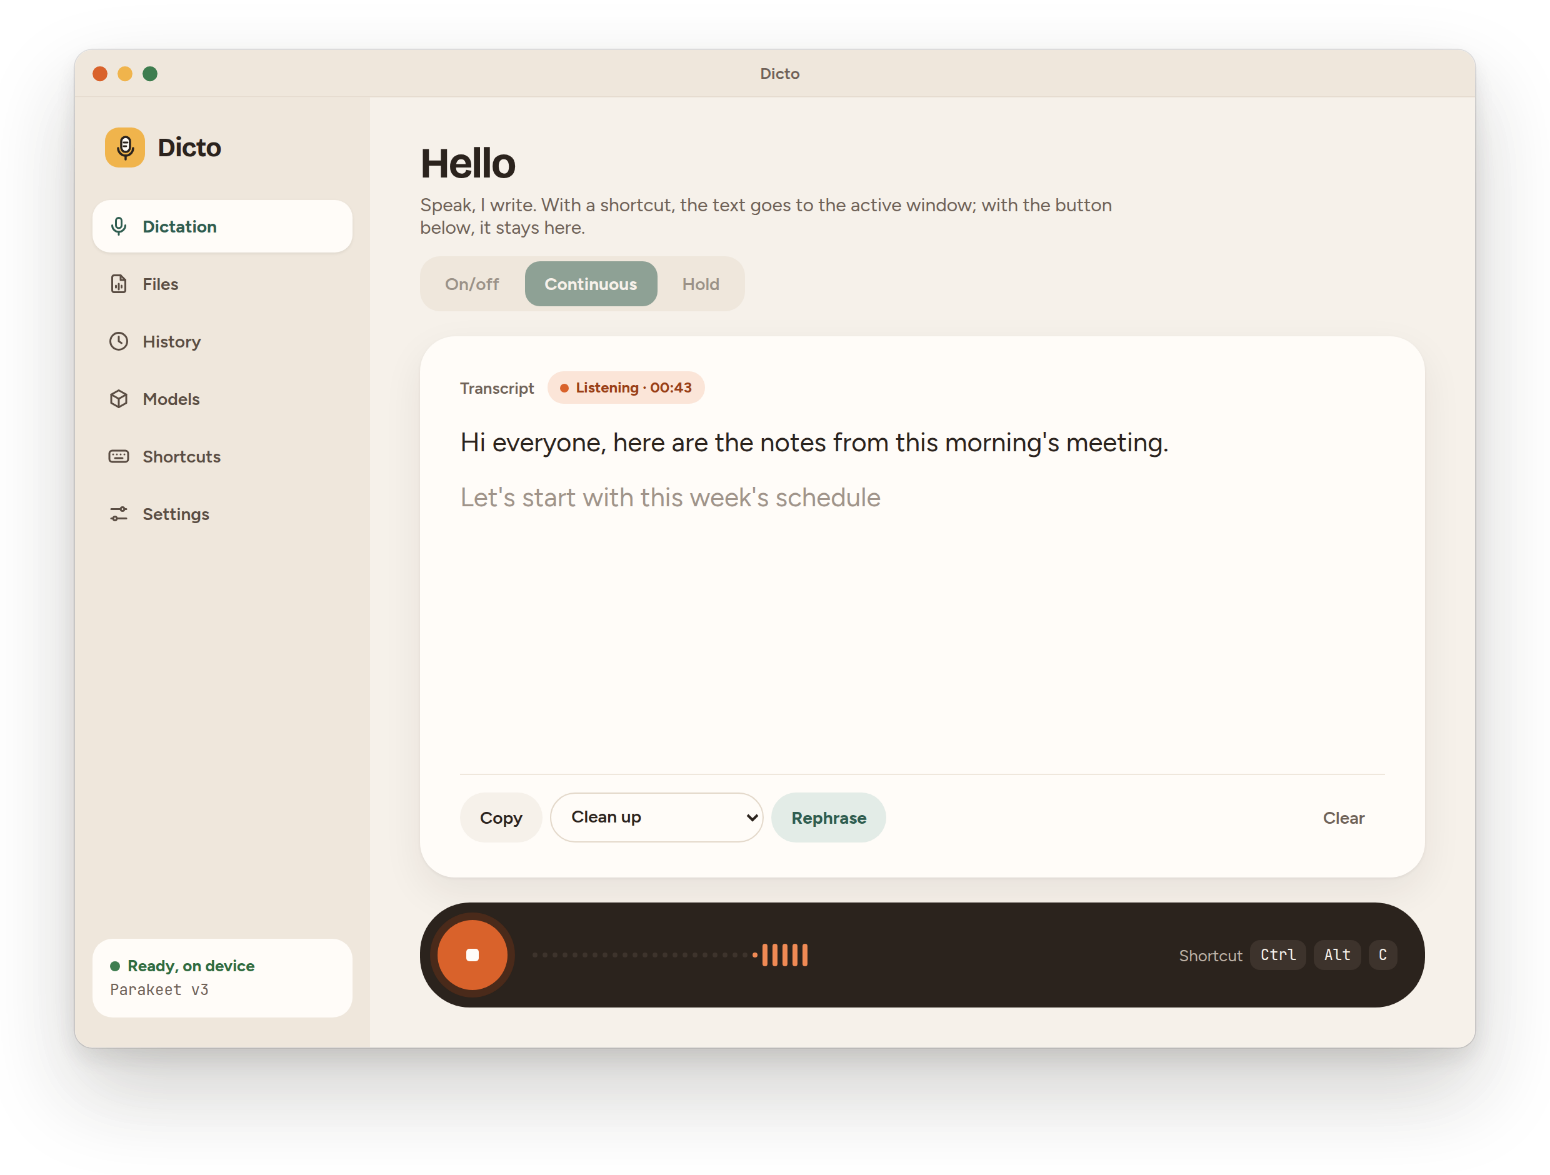 Dicto
Dicto
Dictation
Files
History
Models
Shortcuts
Settings
Ready, on device
Parakeet v3
Hello
Speak, I write. With a shortcut, the text goes to the active window; with the button
below, it stays here.
On/off Continuous Hold
Transcript Listening · 00:43
Hi everyone, here are the notes from this morning's meeting.
Let's start with this week's schedule
Copy Clean up Rephrase Clear
Shortcut Ctrl Alt C